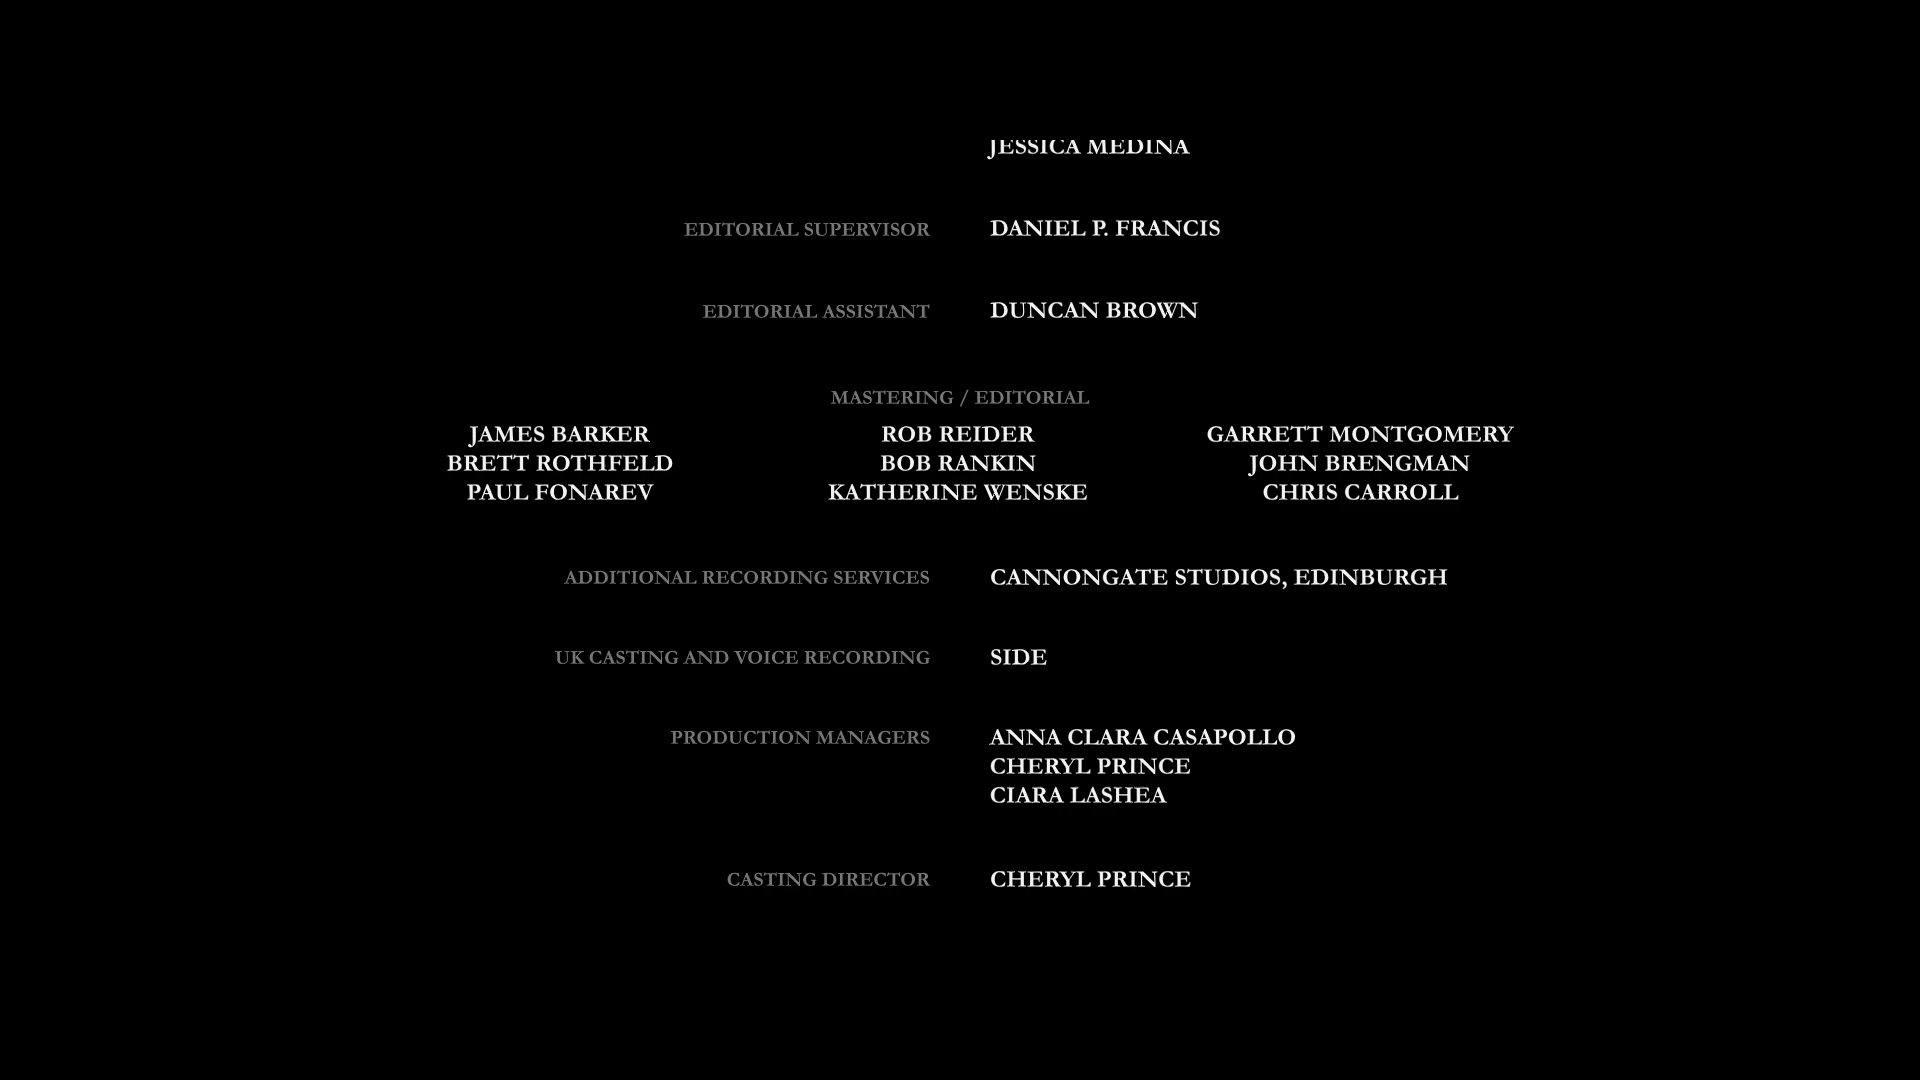 JESSICA MEDINA
EDITORIAL SUPERVISOR DANIEL P. FRANCIS
EDITORIAL ASSISTANT DUNCAN BROWN
MASTERING / EDITORIAL
JAMES BARKER ROB REIDER GARRETT MONTGOMERY
BRETT ROTHFELD BOB RANKIN JOHN BRENGMAN
PAUL FONAREV KATHERINE WENSKE CHRIS CARROLL
ADDITIONAL RECORDING SERVICES CANNONGATE STUDIOS, EDINBURGH
UK CASTING AND VOICE RECORDING SIDE
PRODUCTION MANAGERS ANNA CLARA CASAPOLLO
CHERYL PRINCE
CIARA LASHEA
CASTING DIRECTOR CHERYL PRINCE